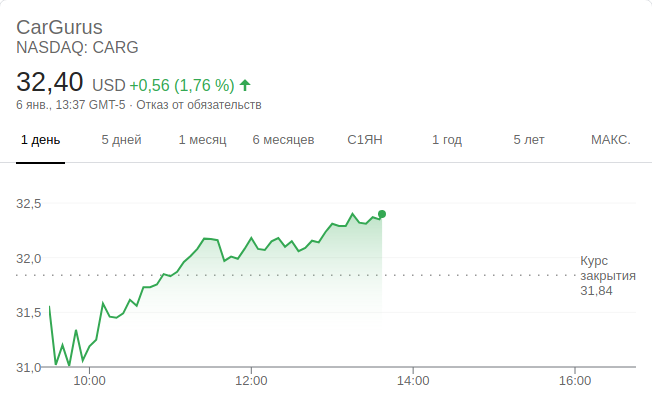 CarGurus
NASDAQ: CARG
32,40 USD +0,56 (1,76 %)
6 янв., 13:37 GMT-5 · Отказ от обязательств
1 день 5 дней 1 месяц 6 месяцев С1ЯН 1 год 5 лет МАКС.
32,5
32,0
Курс
закрытия
31,84
31,5
31,0
10:00 12:00 14:00 16:00